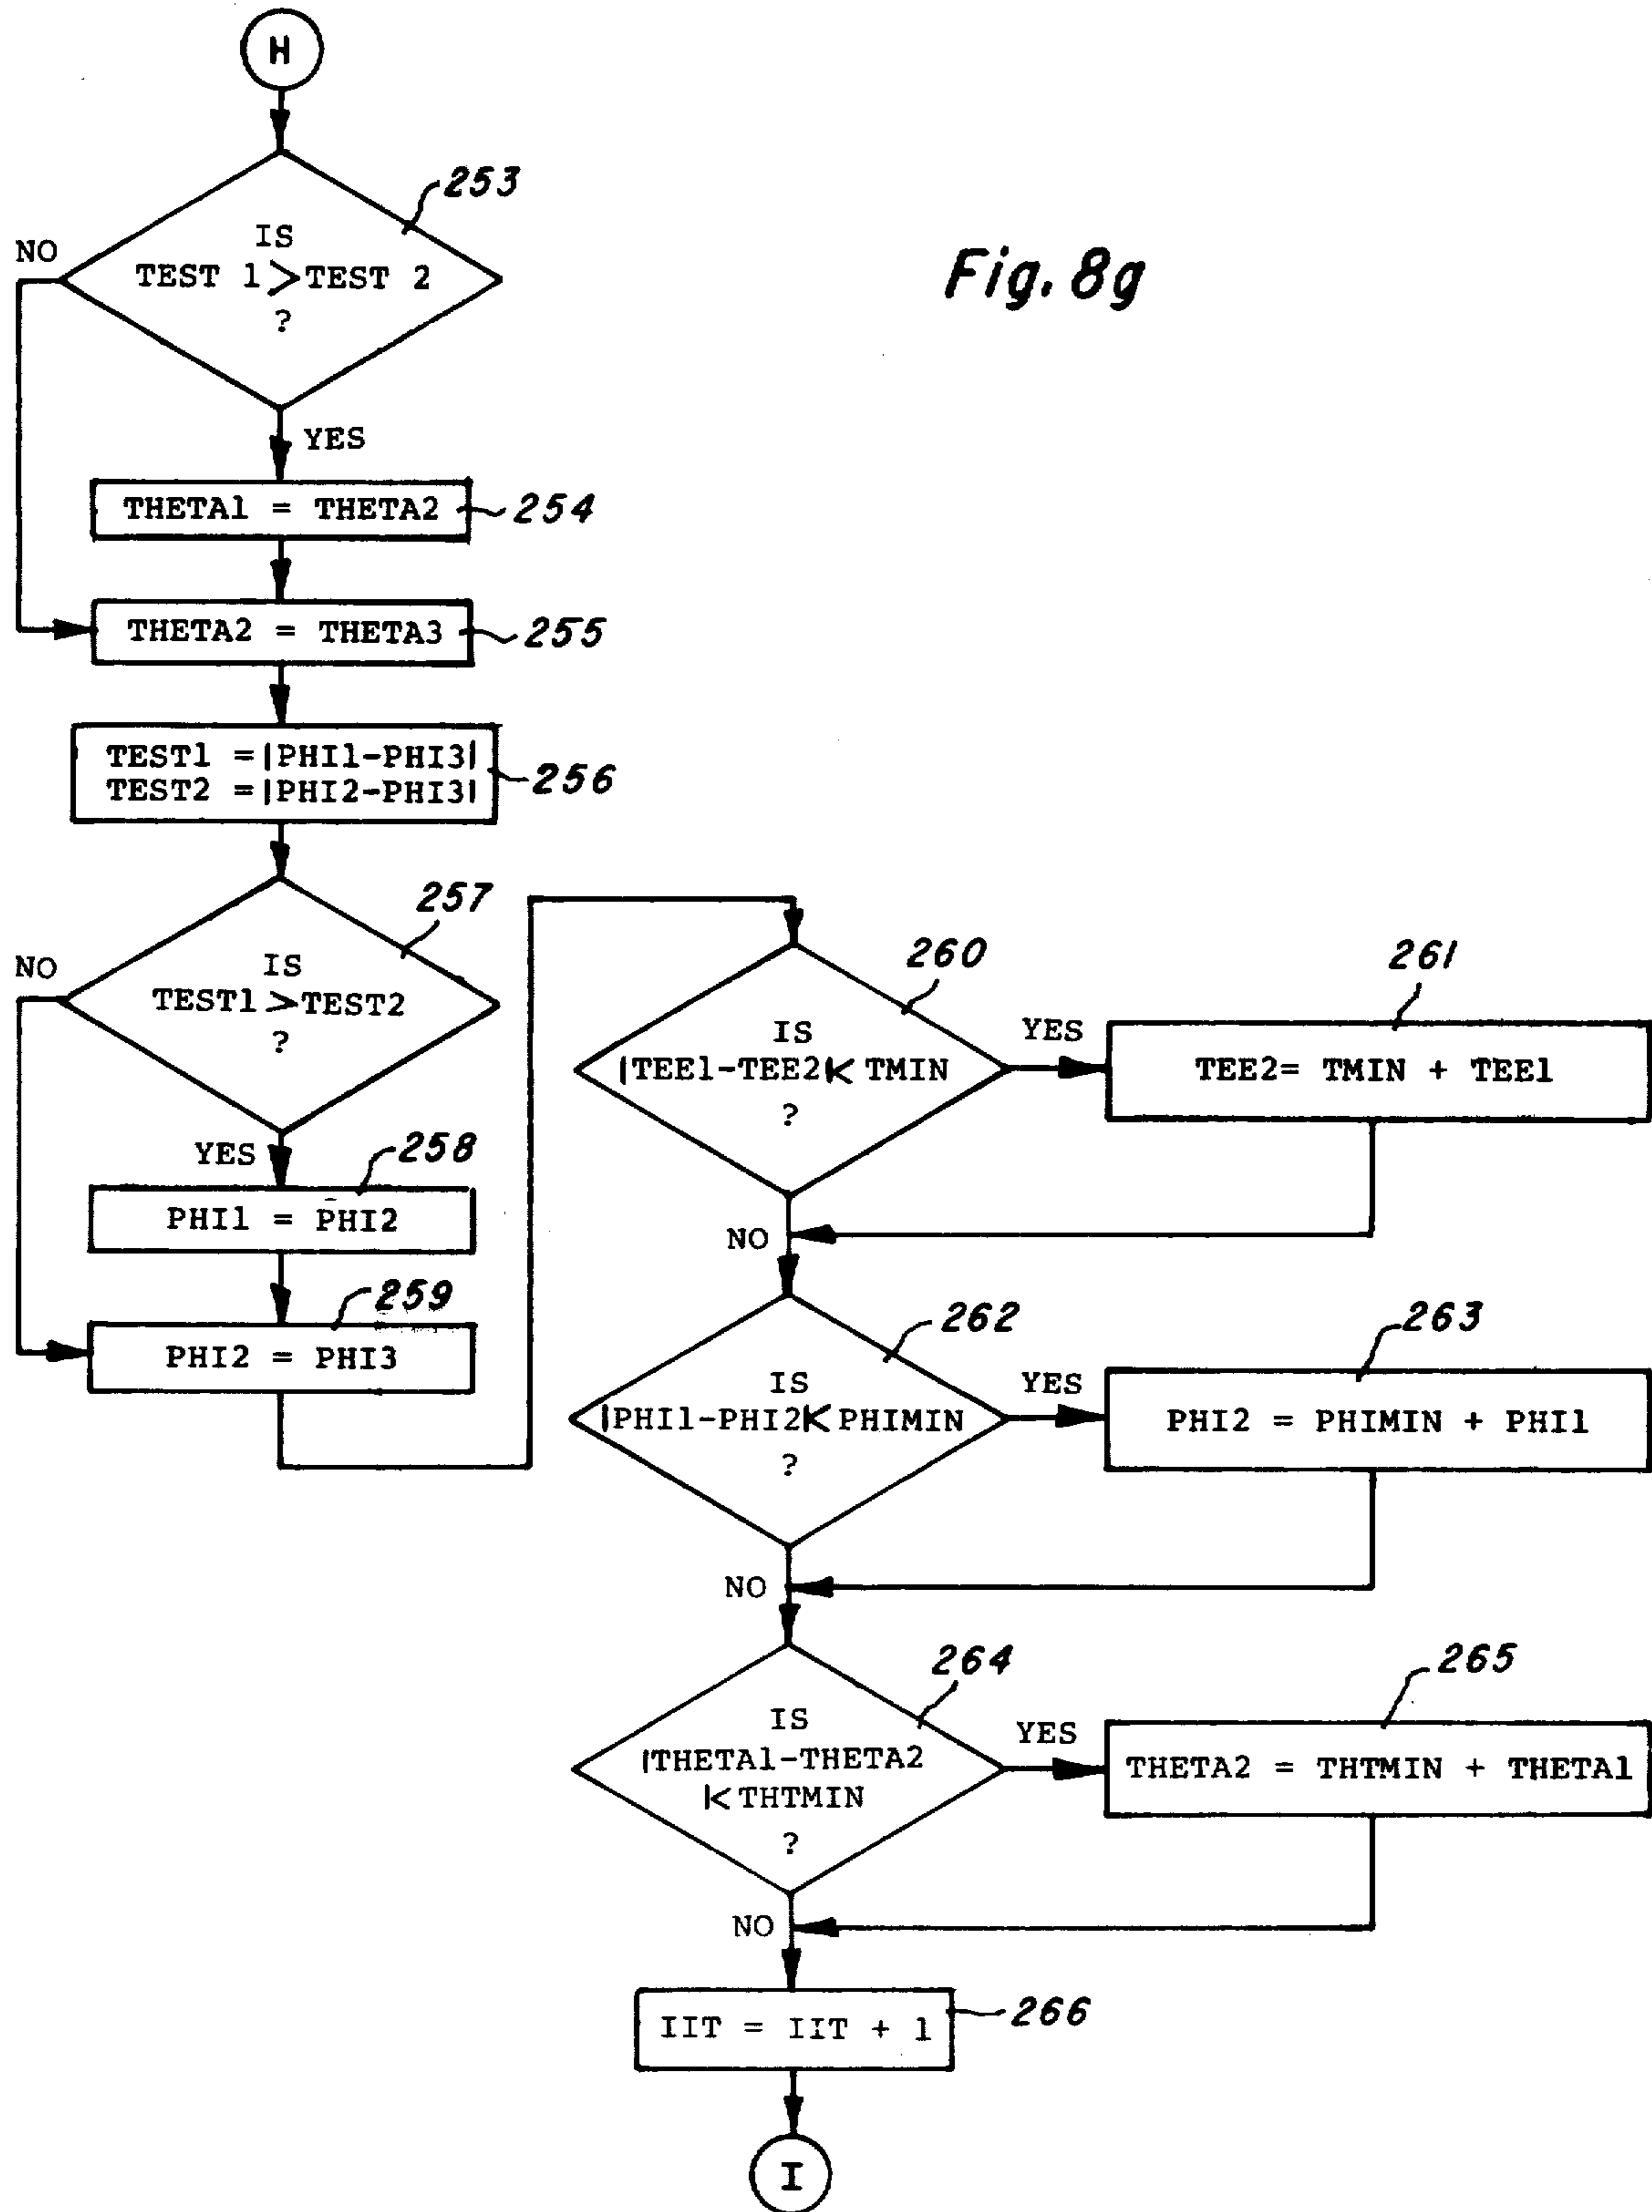 H
253
IS
TEST 1>TEST 2
?
NO
YES
Fig. 8g
THETA1 = THETA2
254
THETA2 = THETA3
255
TEST1 =|PHI1-PHI3|
TEST2 =|PHI2-PHI3|
256
257
IS
TEST1 >TEST2
?
NO
YES
258
PHI1 = PHI2
259
PHI2 = PHI3
260
IS
|TEE1-TEE2|< TMIN
?
YES
NO
261
TEE2= TMIN + TEE1
262
IS
|PHI1-PHI2|< PHIMIN
?
YES
NO
263
PHI2 = PHIMIN + PHI1
264
IS
|THETA1-THETA2
|< THTMIN
?
YES
NO
265
THETA2 = THTMIN + THETA1
IIT = IIT + 1
266
I